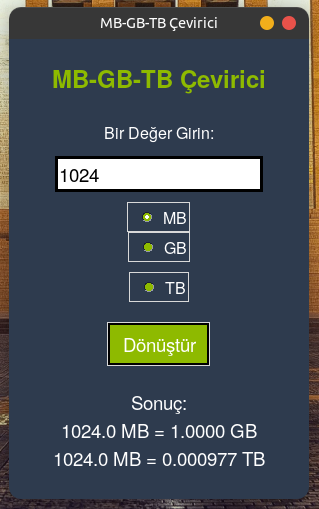 MB-GB-TB Çevirici
MB-GB-TB Çevirici
Bir Değer Girin:
1024
MB
GB
TB
Dönüştür
Sonuç:
1024.0 MB = 1.0000 GB
1024.0 MB = 0.000977 TB